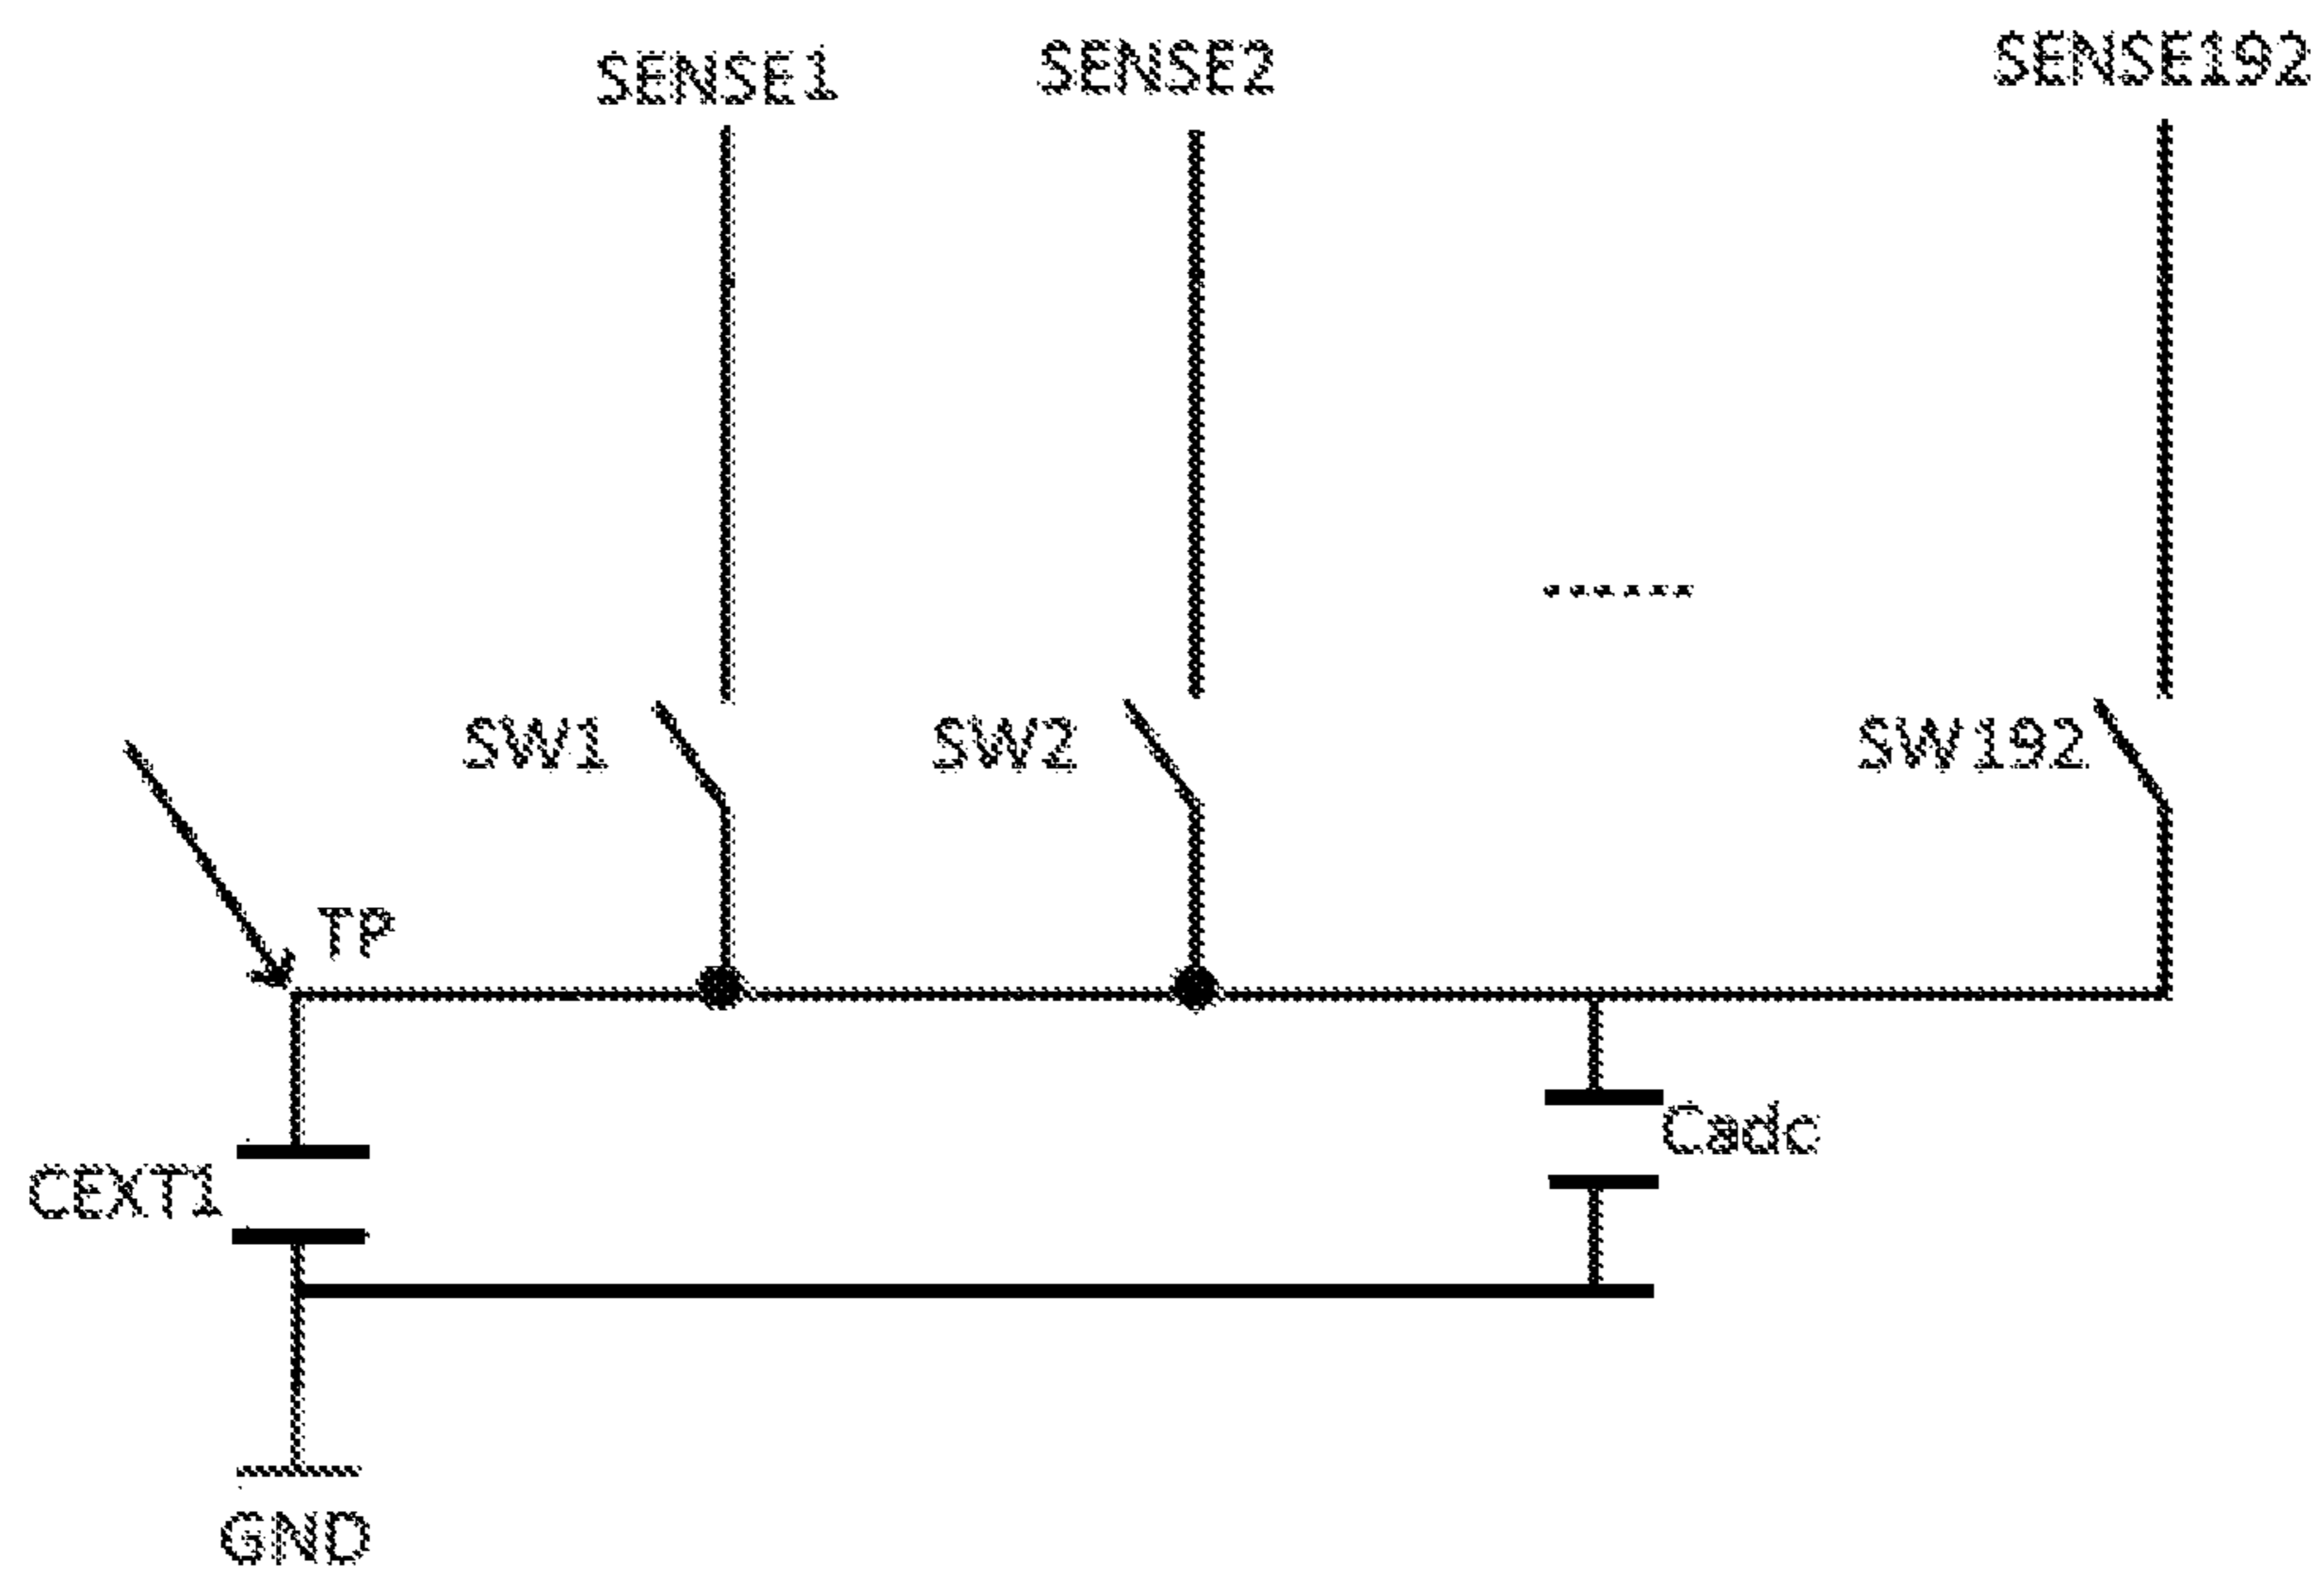 SENSE1
SENSE2
SENSE192
SW1
SW2
SW192
TP
Cadc
CEXT1
GND